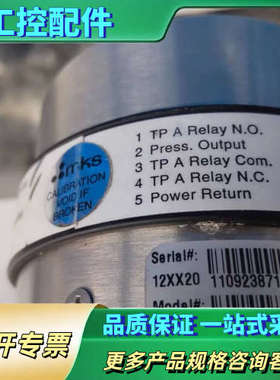 工控配件
mks
CALIBRATION
VOID IF
BROKEN
1 TP A Relay N.O.
2 Press. Output
3 TP A Relay Com.
4 TP A Relay N.C.
5 Power Return
Serial#:
12XX20 110923871
Model#:
品质保证 一站式采
开专票
更多产品规格咨询客